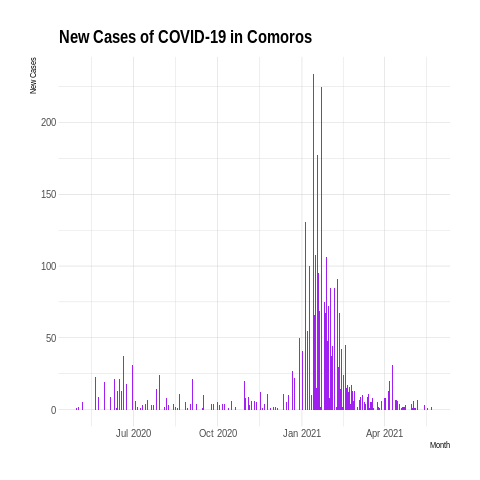 New Cases of COVID-19 in Comoros
New Cases
200
150
100
50
0
Jul 2020
Oct 2020
Jan 2021
Apr 2021
Month